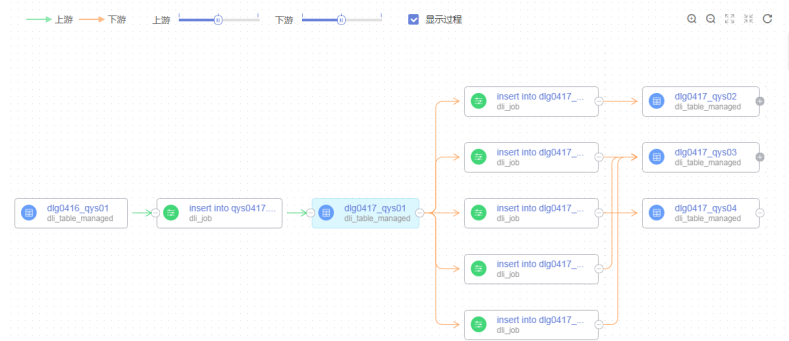 上游
下游
上游
下游
显示过程
insert into dlg0417_...
dli_job
dlg0417_qys02
dli_table_managed
insert into dlg0417_...
dli_job
dlg0417_qys03
dli_table_managed
dlg0416_qys01
dli_table_managed
insert into qys0417....
dli_job
dlg0417_qys01
dli_table_managed
insert into dlg0417_...
dli_job
dlg0417_qys04
dli_table_managed
insert into dlg0417_...
dli_job
insert into dlg0417_...
dli_job